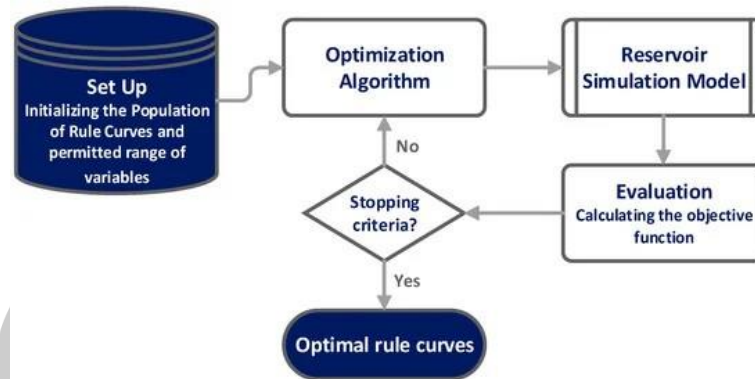 Set Up
Initializing the Population
of Rule Curves and
permitted range of
variables
Optimization
Algorithm
Reservoir
Simulation Model
Evaluation
Calculating the objective
function
Stopping
criteria?
No
Yes
Optimal rule curves